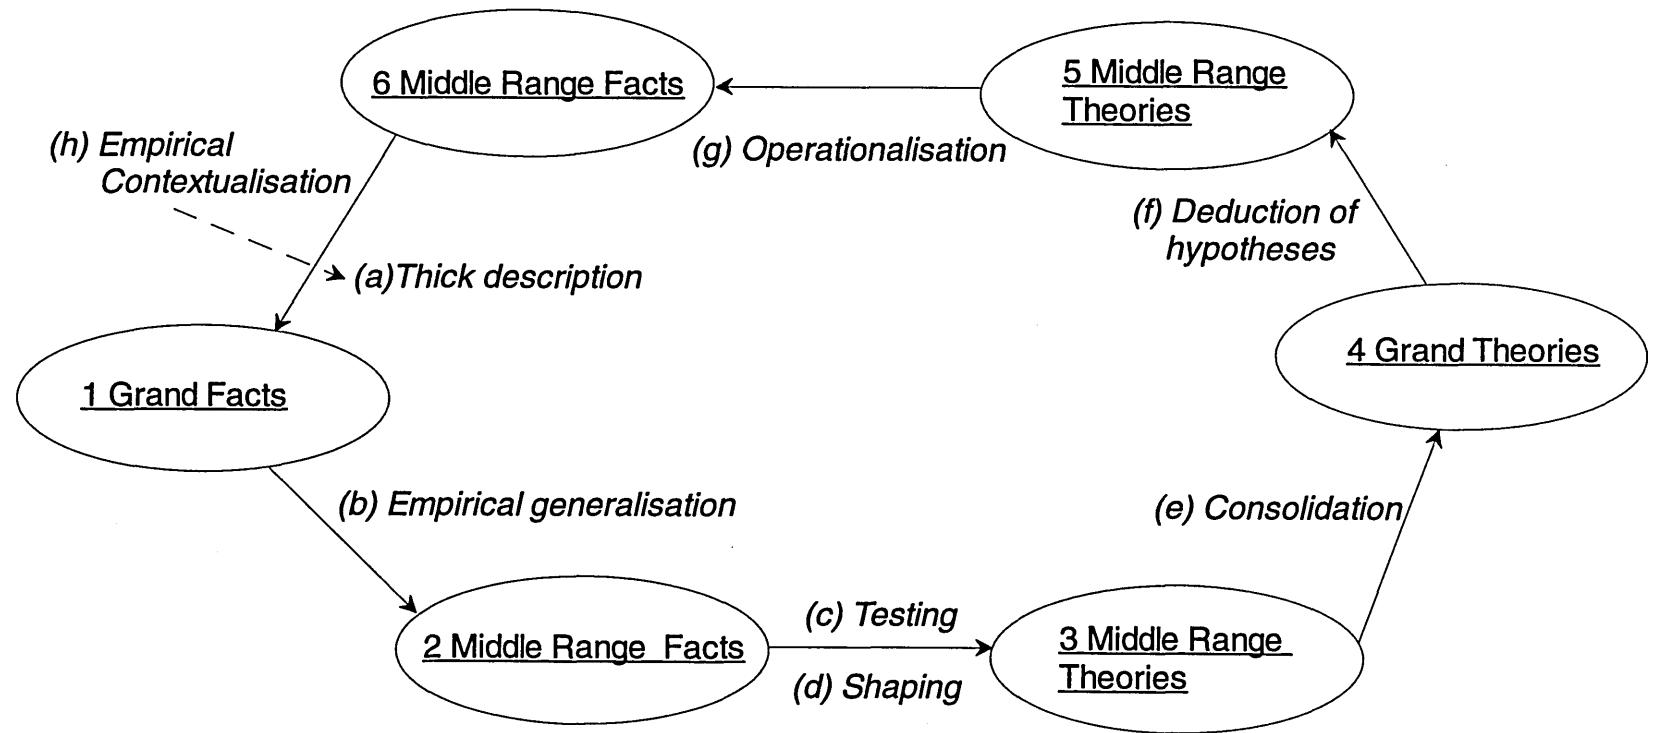 6 Middle Range Facts
5 Middle Range
Theories
(h) Empirical
Contextualisation
(g) Operationalisation
(f) Deduction of
hypotheses
(a)Thick description
1 Grand Facts
4 Grand Theories
(b) Empirical generalisation
(e) Consolidation
2 Middle Range Facts
(c) Testing
(d) Shaping
3 Middle Range
Theories